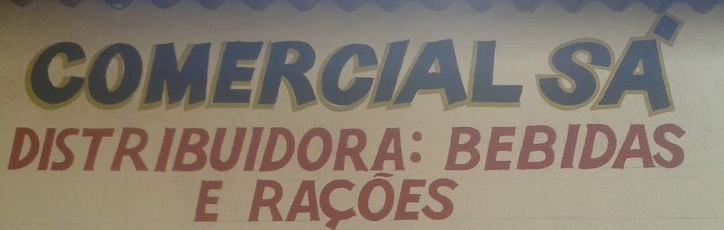 COMERCIAL SÁ
DISTRIBUIDORA: BEBIDAS
E RAÇÕES